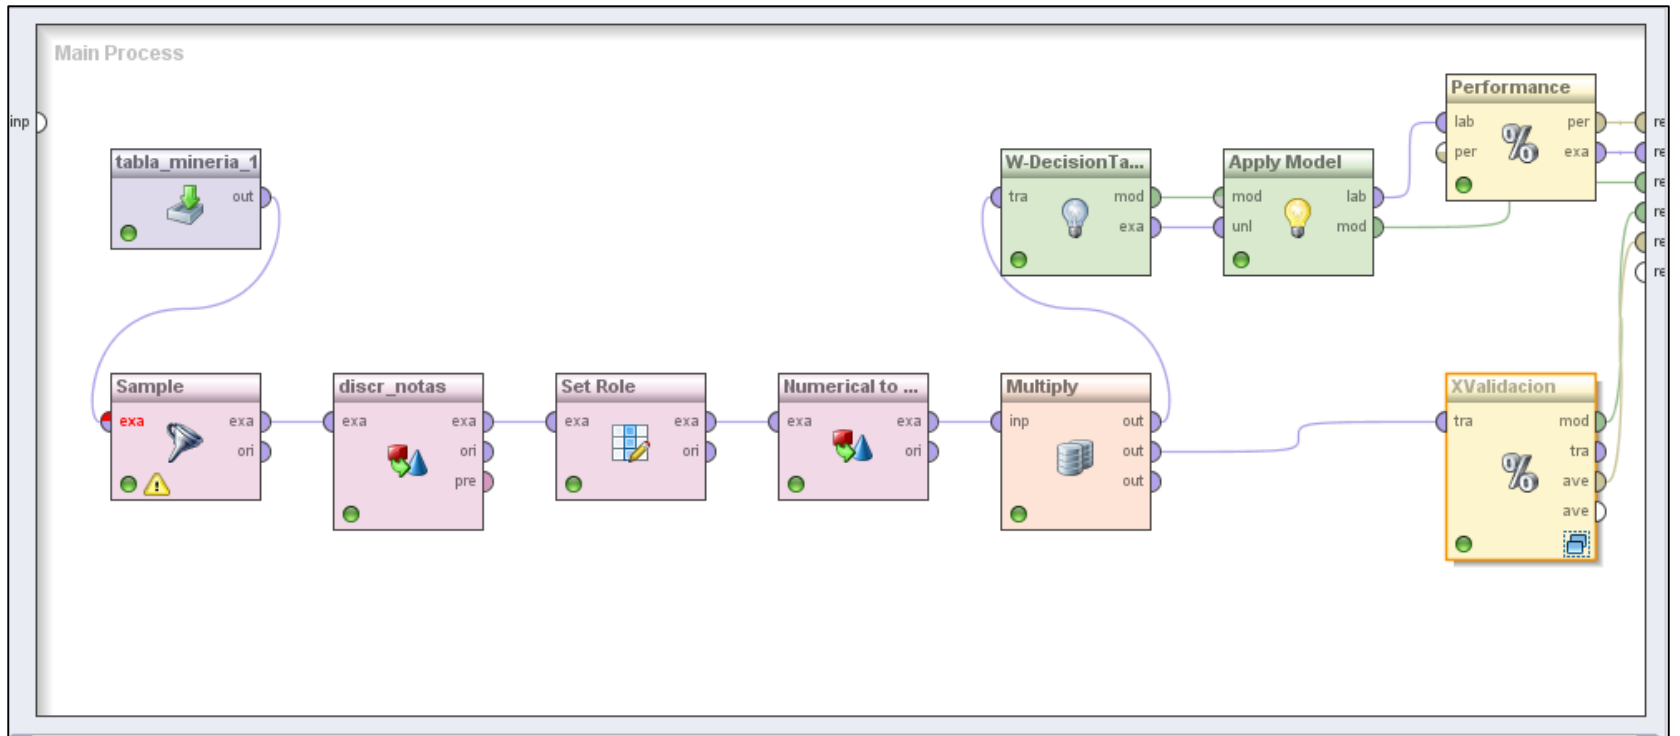 Main Process
inp
tabla_mineria_1
out
Sample
exa
exa
ori
discr_notas
exa
exa
ori
pre
Set Role
exa
exa
ori
Numerical to ...
exa
exa
ori
Multiply
inp
out
out
out
W-DecisionTa...
tra
mod
exa
Apply Model
mod
lab
unl
mod
Performance
lab
per
per
exa
XValidacion
tra
mod
tra
ave
ave
re
re
re
re
re
re